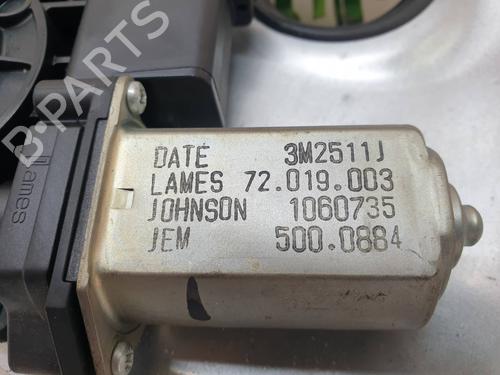 DATE 3M2511J
LAMES 72.019.003
JOHNSON 1060735
JEM 500.0884
Lames
B-PARTS